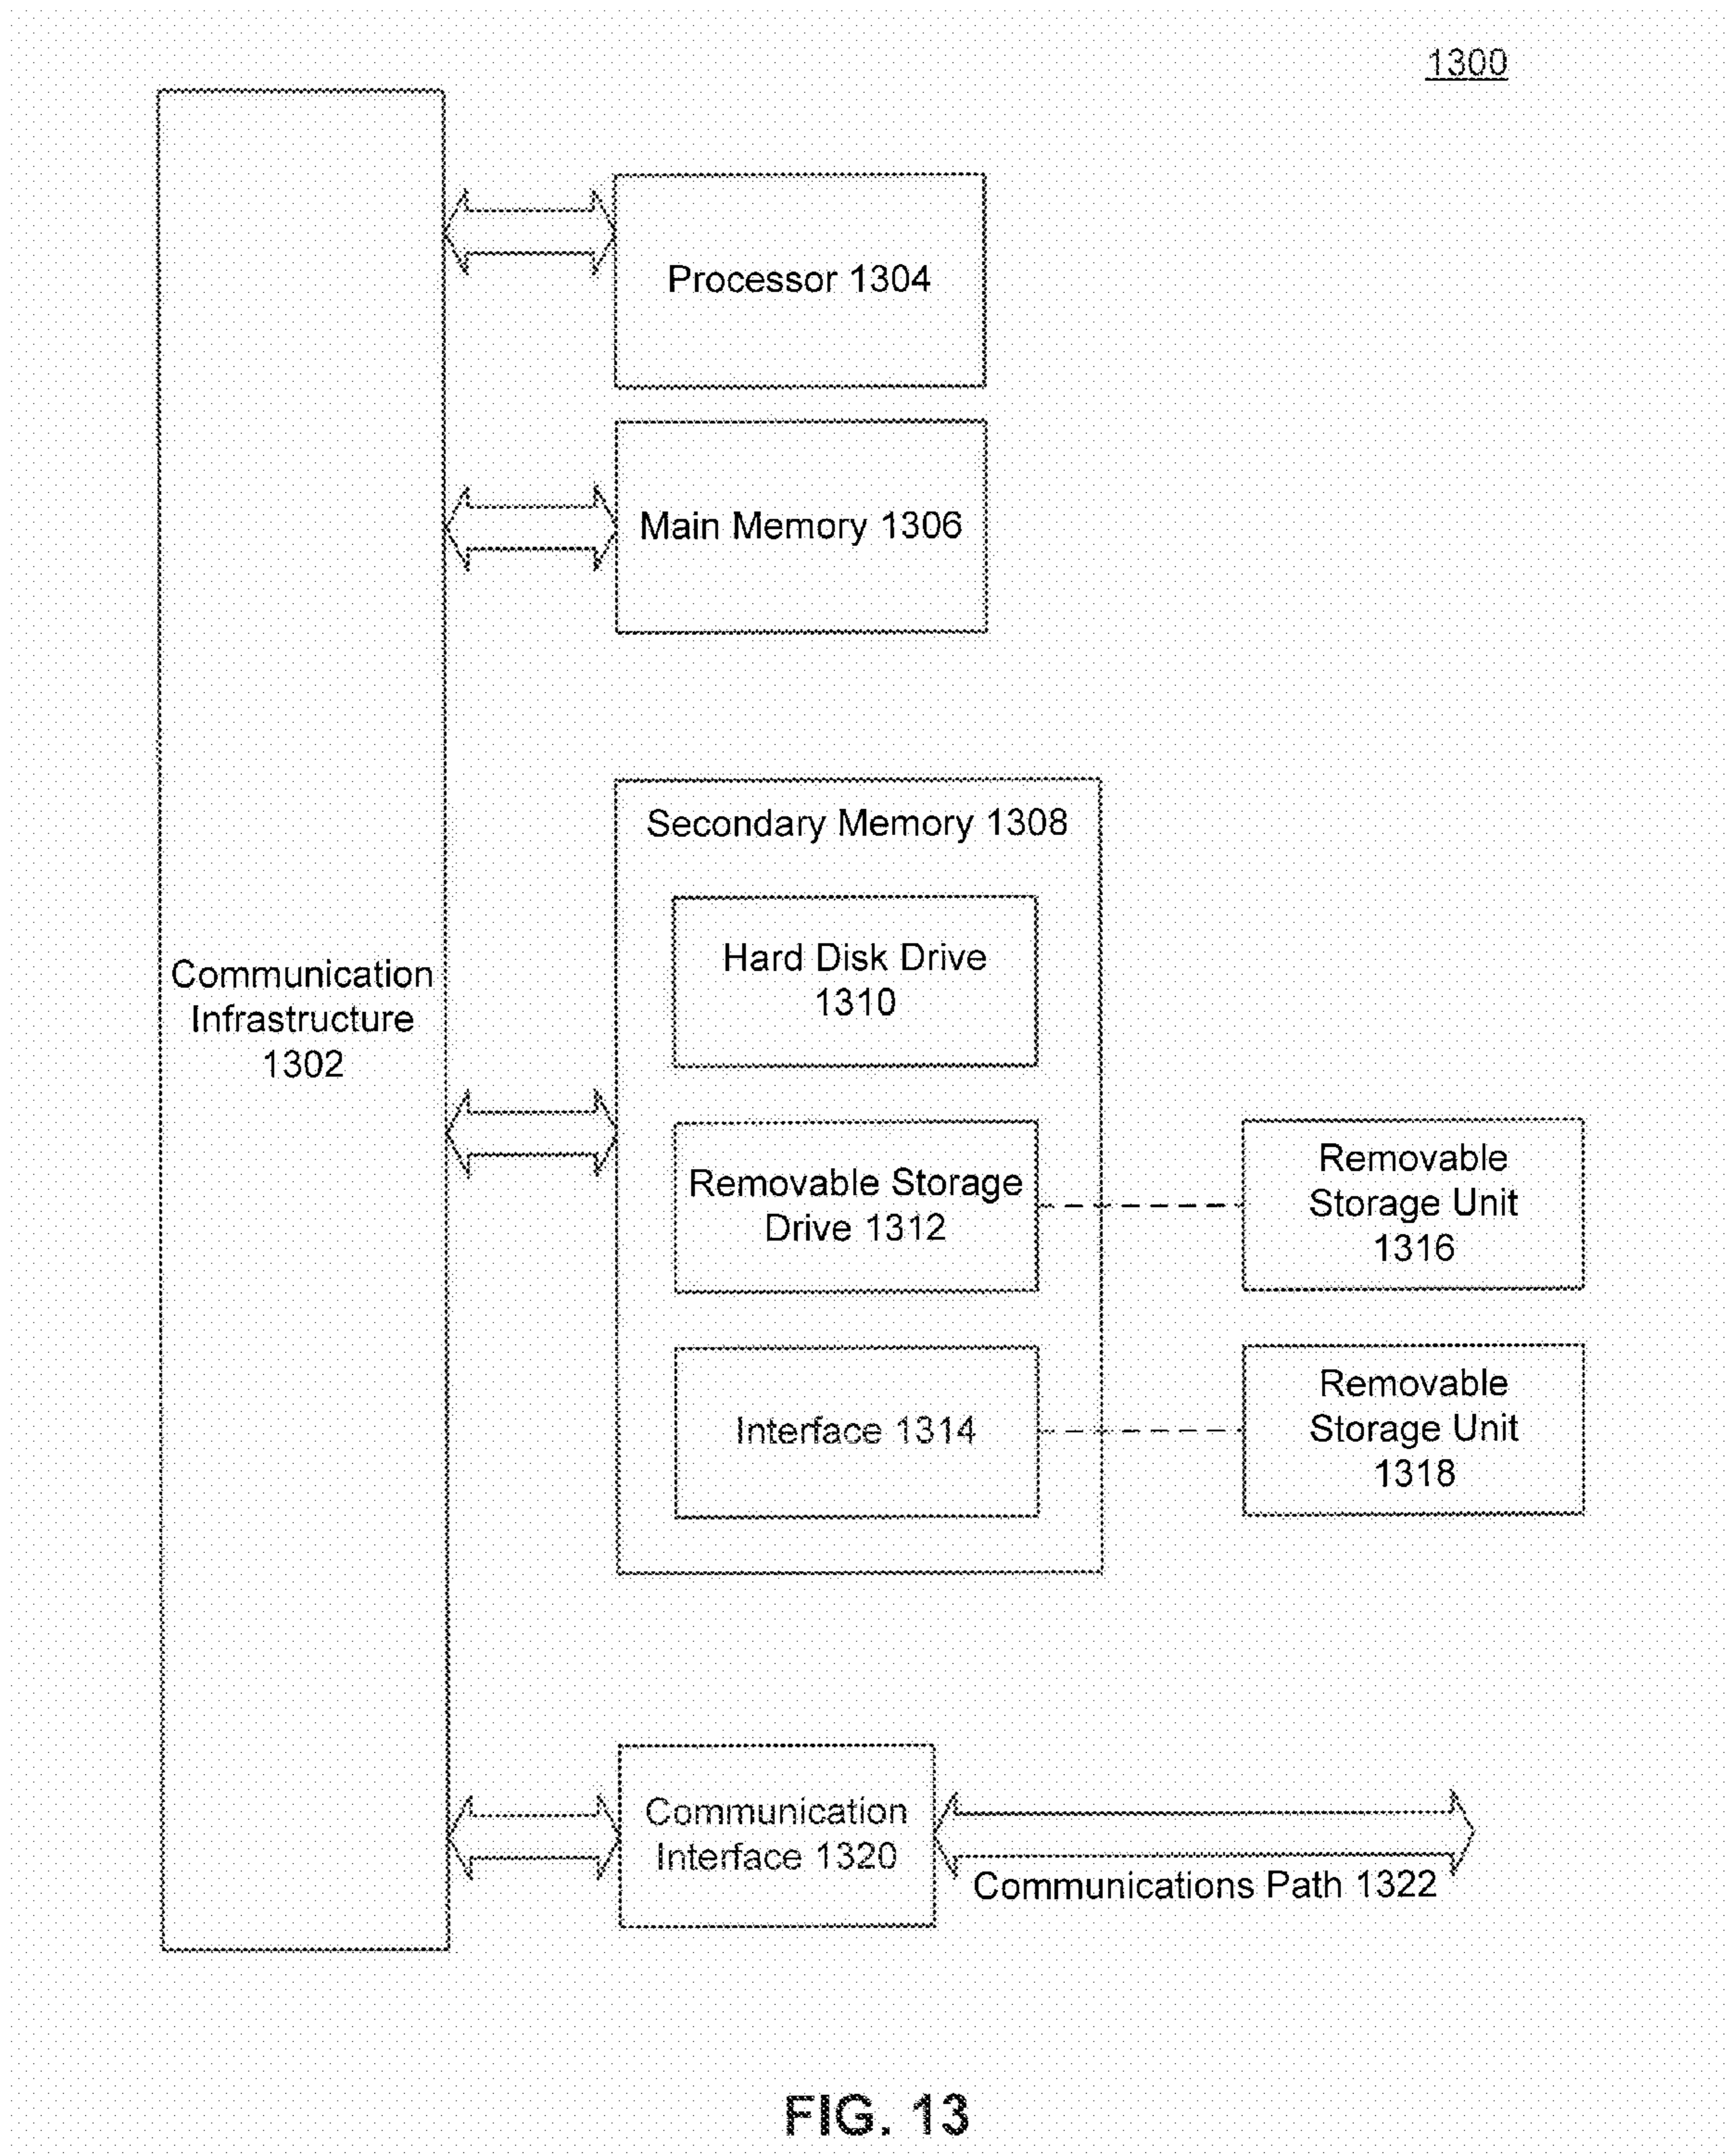 1300
Processor 1304
Main Memory 1306
Secondary Memory 1308
Hard Disk Drive
1310
Communication
Infrastructure
1302
Removable Storage
Drive 1312
Removable
Storage Unit
1316
Interface 1314
Removable
Storage Unit
1318
Communication
Interface 1320
Communications Path 1322
FIG. 13